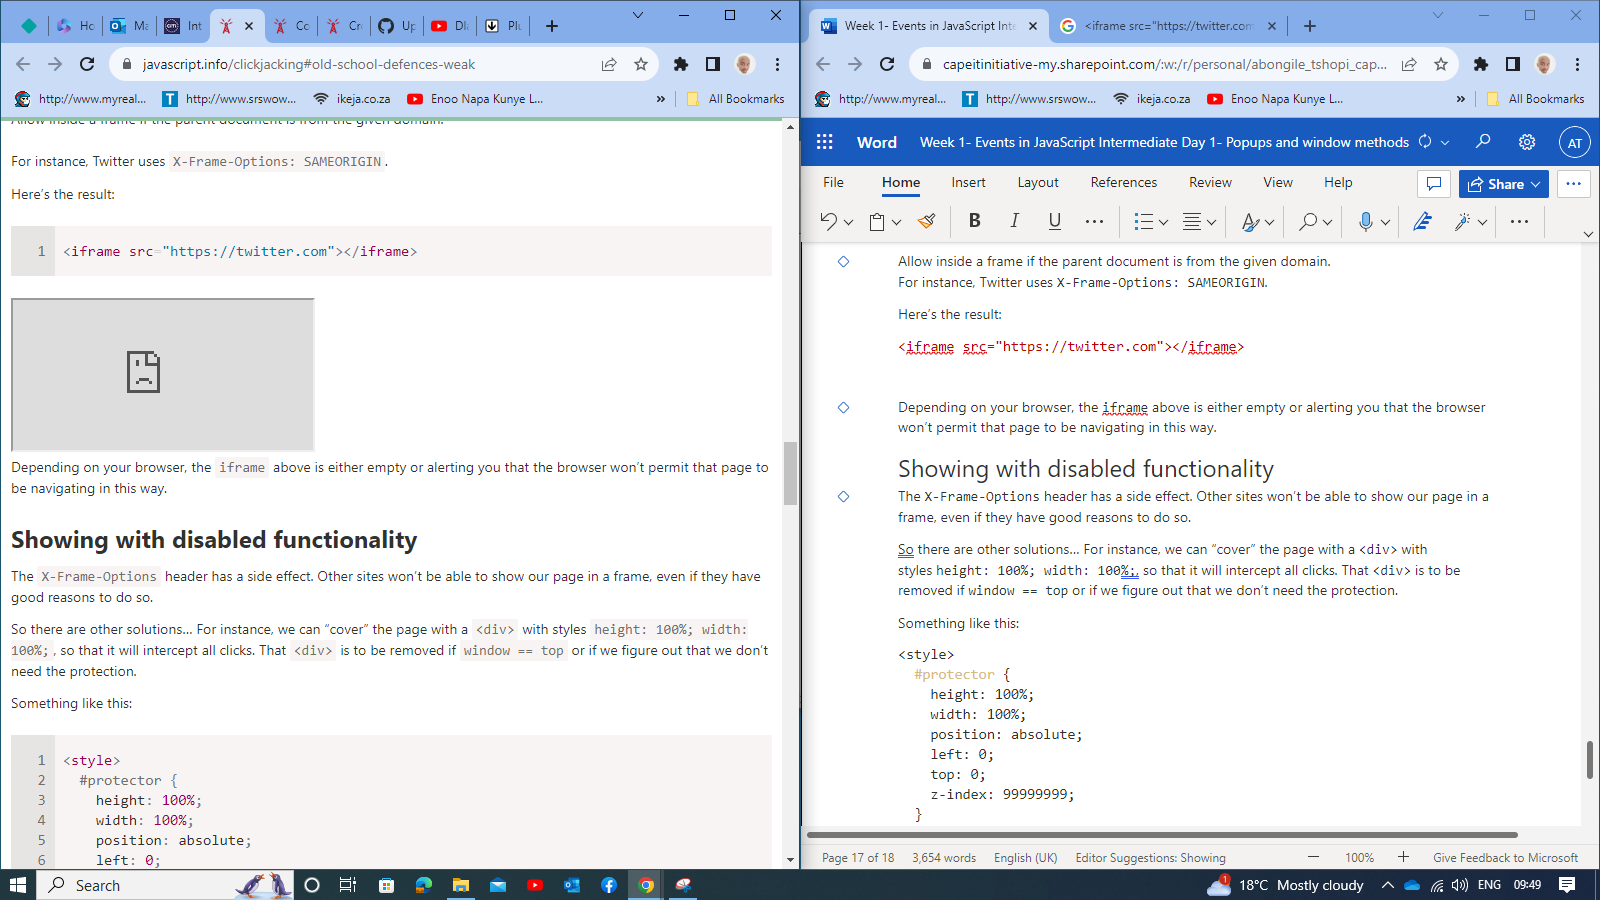 Ho
Ma
Int
Co
Cr
Up
Pl
javascript.info/clickjacking#old-school-defences-weak
http://www.myreal...
http://www.srswow...
ikeja.co.za
Enoo Napa Kunye L...
»
All Bookmarks
Allow inside a frame if the parent document is from the given domain.
For instance, Twitter uses X-Frame-Options: SAMEORIGIN.
Here's the result:
1 <iframe src="https://twitter.com"></iframe>
Depending on your browser, the iframe above is either empty or alerting you that the browser won't permit that page to
be navigating in this way.
Showing with disabled functionality
The X-Frame-Options header has a side effect. Other sites won't be able to show our page in a frame, even if they have
good reasons to do so.
So there are other solutions... For instance, we can “cover” the page with a <div> with styles height: 100%; width:
100%;, so that it will intercept all clicks. That <div> is to be removed if window == top or if we figure out that we don't
need the protection.
Something like this:
1 <style>
2 #protector {
3 height: 100%;
4 width: 100%;
5 position: absolute;
6 left: 0;
Week 1- Events in JavaScript Inte
<iframe src="https://twitter.com
capeitinitiative-my.sharepoint.com/:w:/r/personal/abongile_tshopi_cap...
http://www.myreal...
http://www.srswow...
ikeja.co.za
Enoo Napa Kunye L...
»
All Bookmarks
Word
Week 1- Events in JavaScript Intermediate Day 1- Popups and window methods
AT
File Home Insert Layout References Review View Help
Share
B I U
Allow inside a frame if the parent document is from the given domain.
For instance, Twitter uses X-Frame-Options: SAMEORIGIN.
Here's the result:
<iframe src="https://twitter.com"></iframe>
Depending on your browser, the iframe above is either empty or alerting you that the browser
won't permit that page to be navigating in this way.
Showing with disabled functionality
The X-Frame-Options header has a side effect. Other sites won't be able to show our page in a
frame, even if they have good reasons to do so.
So there are other solutions... For instance, we can “cover” the page with a <div> with
styles height: 100%; width: 100%;, so that it will intercept all clicks. That <div> is to be
removed if window == top or if we figure out that we don't need the protection.
Something like this:
<style>
#protector {
height: 100%;
width: 100%;
position: absolute;
left: 0;
top: 0;
z-index: 99999999;
}
Page 17 of 18 3,654 words English (UK) Editor Suggestions: Showing 100% Give Feedback to Microsoft
Search
1
18°C Mostly cloudy
ENG
09:49